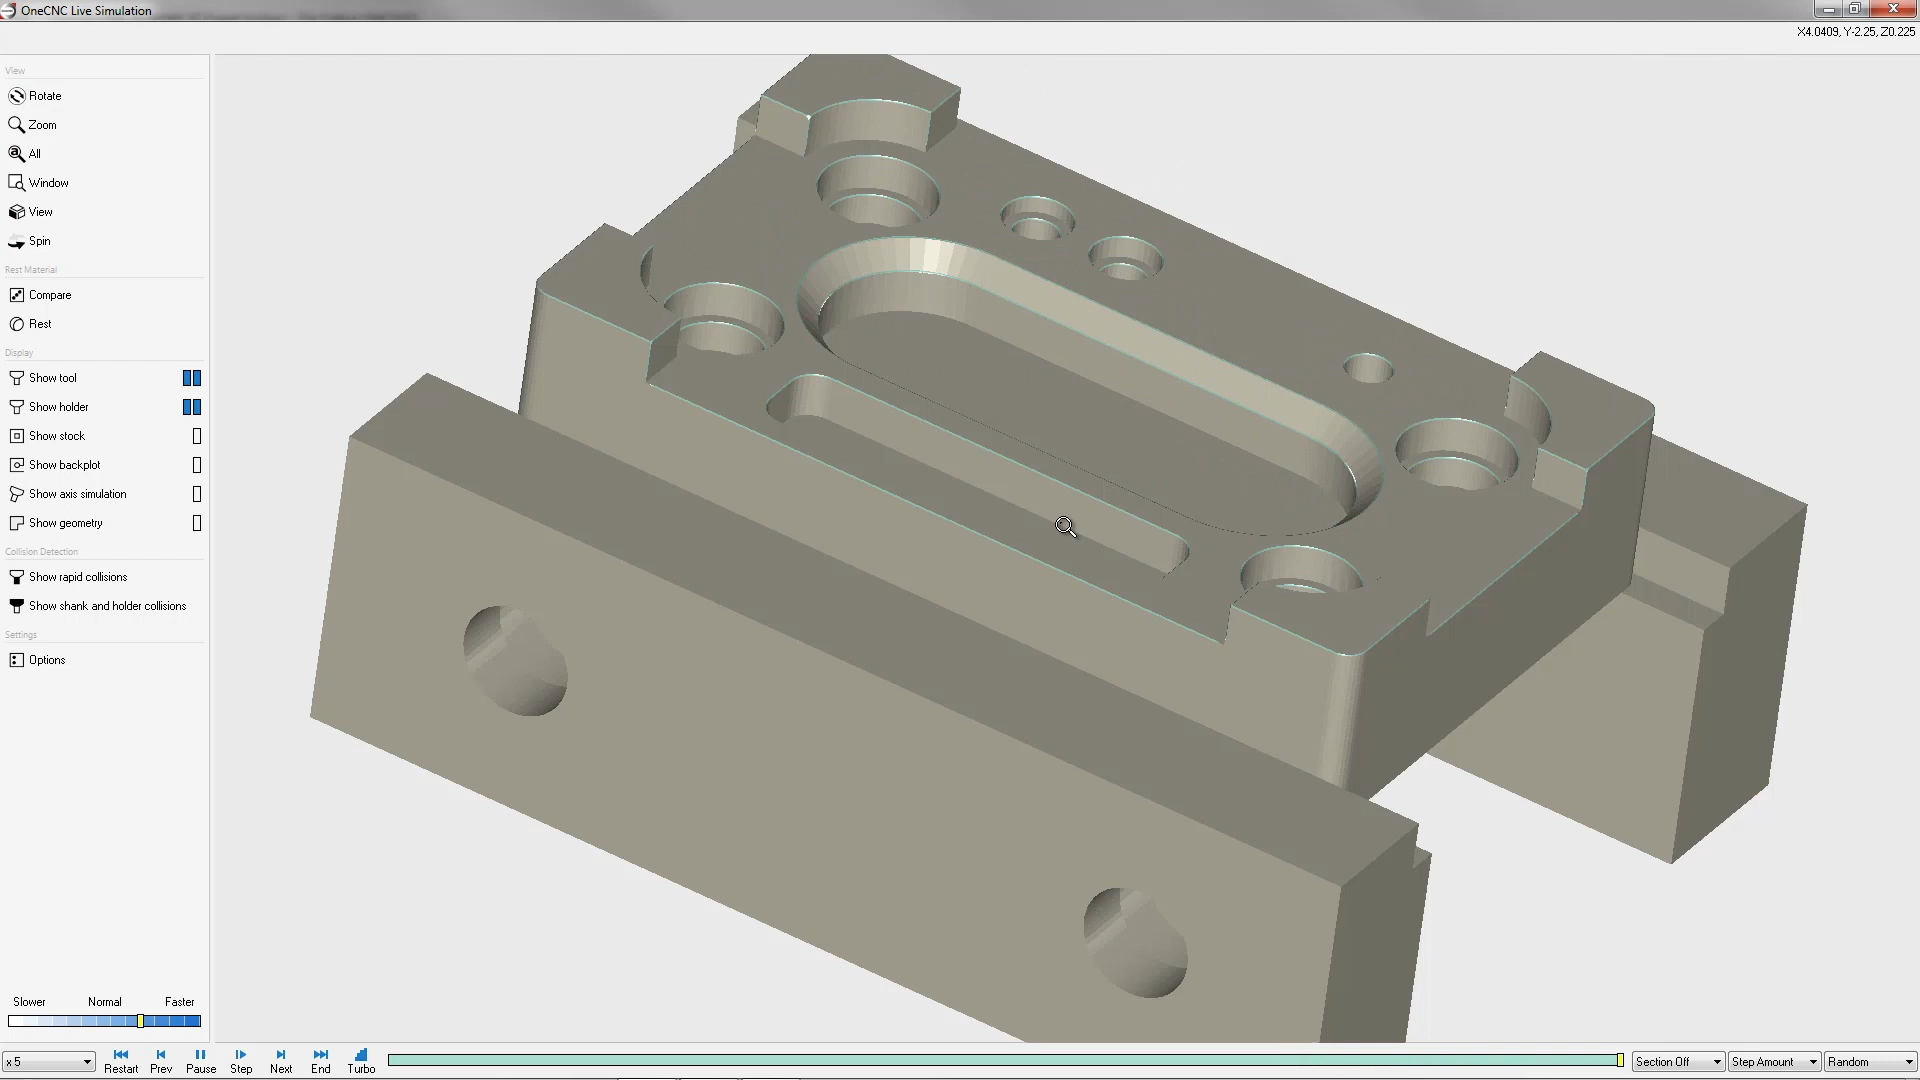 OneCNC Live Simulation
X4.0409, Y-2.25, Z0.225
View
Rotate
Zoom
All
Window
View
Spin
Rest Material
Compare
Rest
Display
Show tool
Show holder
Show stock
Show backplot
Show axis simulation
Show geometry
Collision Detection
Show rapid collisions
Show shank and holder collisions
Settings
Options
Slower Normal Faster
x 5 Restart Prev Pause Step Next End Turbo Section Off Step Amount Random